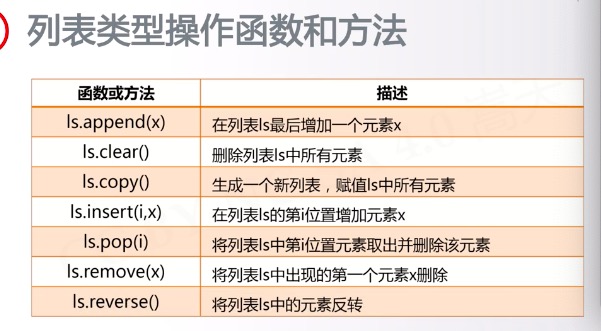 列表类型操作函数和方法
函数或方法 描述
ls.append(x) 在列表ls最后增加一个元素x
ls.clear() 删除列表ls中所有元素
ls.copy() 生成一个新列表，赋值ls中所有元素
ls.insert(i,x) 在列表ls的第i位置增加元素x
ls.pop(i) 将列表ls中第i位置元素取出并删除该元素
ls.remove(x) 将列表ls中出现的第一个元素x删除
ls.reverse() 将列表ls中的元素反转